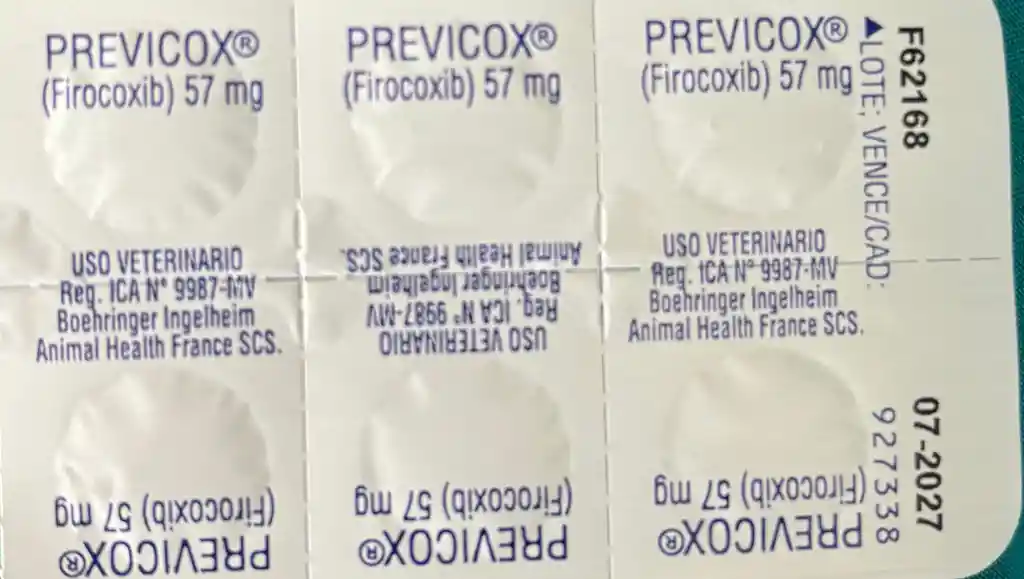 PREVICOX®
(Firocoxib) 57 mg
PREVICOX®
(Firocoxib) 57 mg
PREVICOX®
(Firocoxib) 57 mg
USO VETERINARIO
Reg. ICA N° 9987-MV
Boehringer Ingelheim
Animal Health France SCS.
USO VETERINARIO
Reg. ICA N° 9987-MV
Boehringer Ingelheim
Animal Health France SCS.
USO VETERINARIO
Reg. ICA N° 9987-MV
Boehringer Ingelheim
Animal Health France SCS.
PREVICOX®
(Firocoxib) 57 mg
PREVICOX®
(Firocoxib) 57 mg
PREVICOX®
(Firocoxib) 57 mg
▲LOTE; VENCE/CAD:
F62168
07-2027
927338